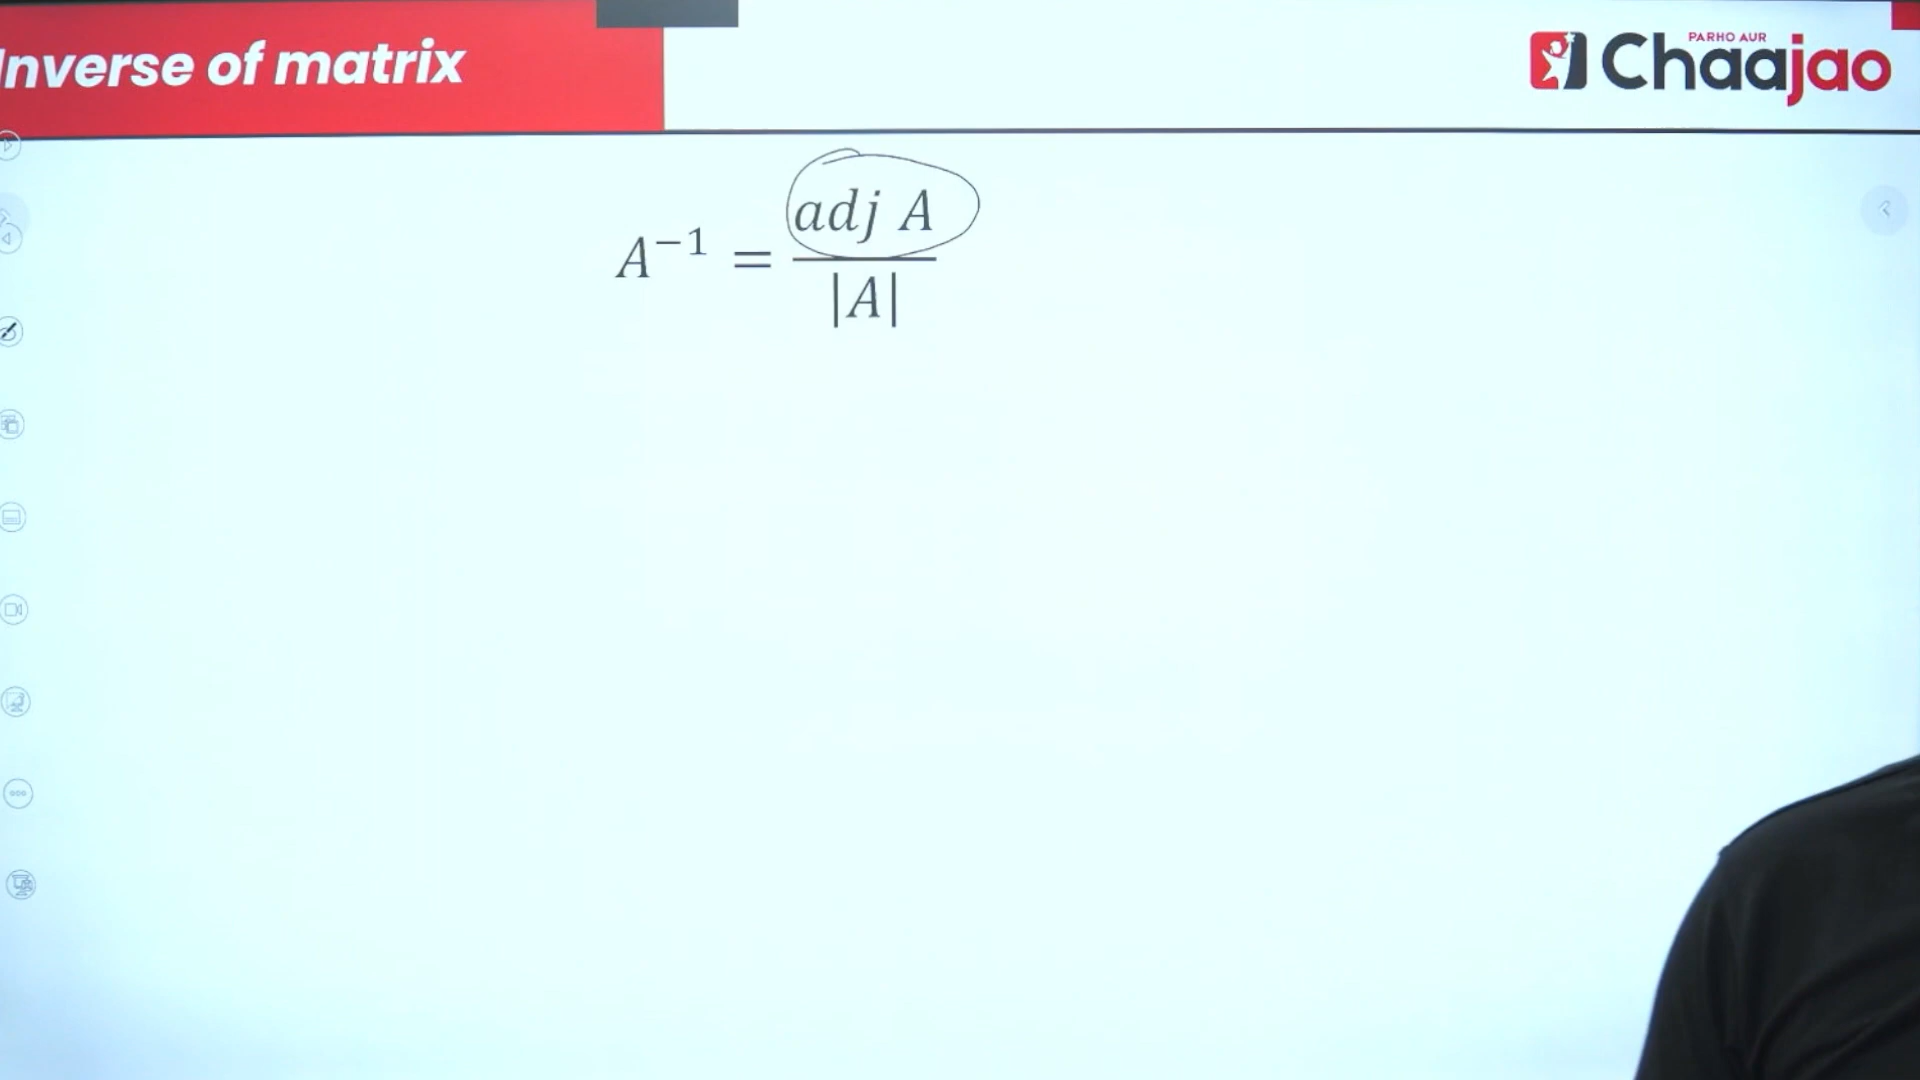 Inverse of matrix
PARHO AUR
Chaajao
A⁻¹ = adj A / |A|